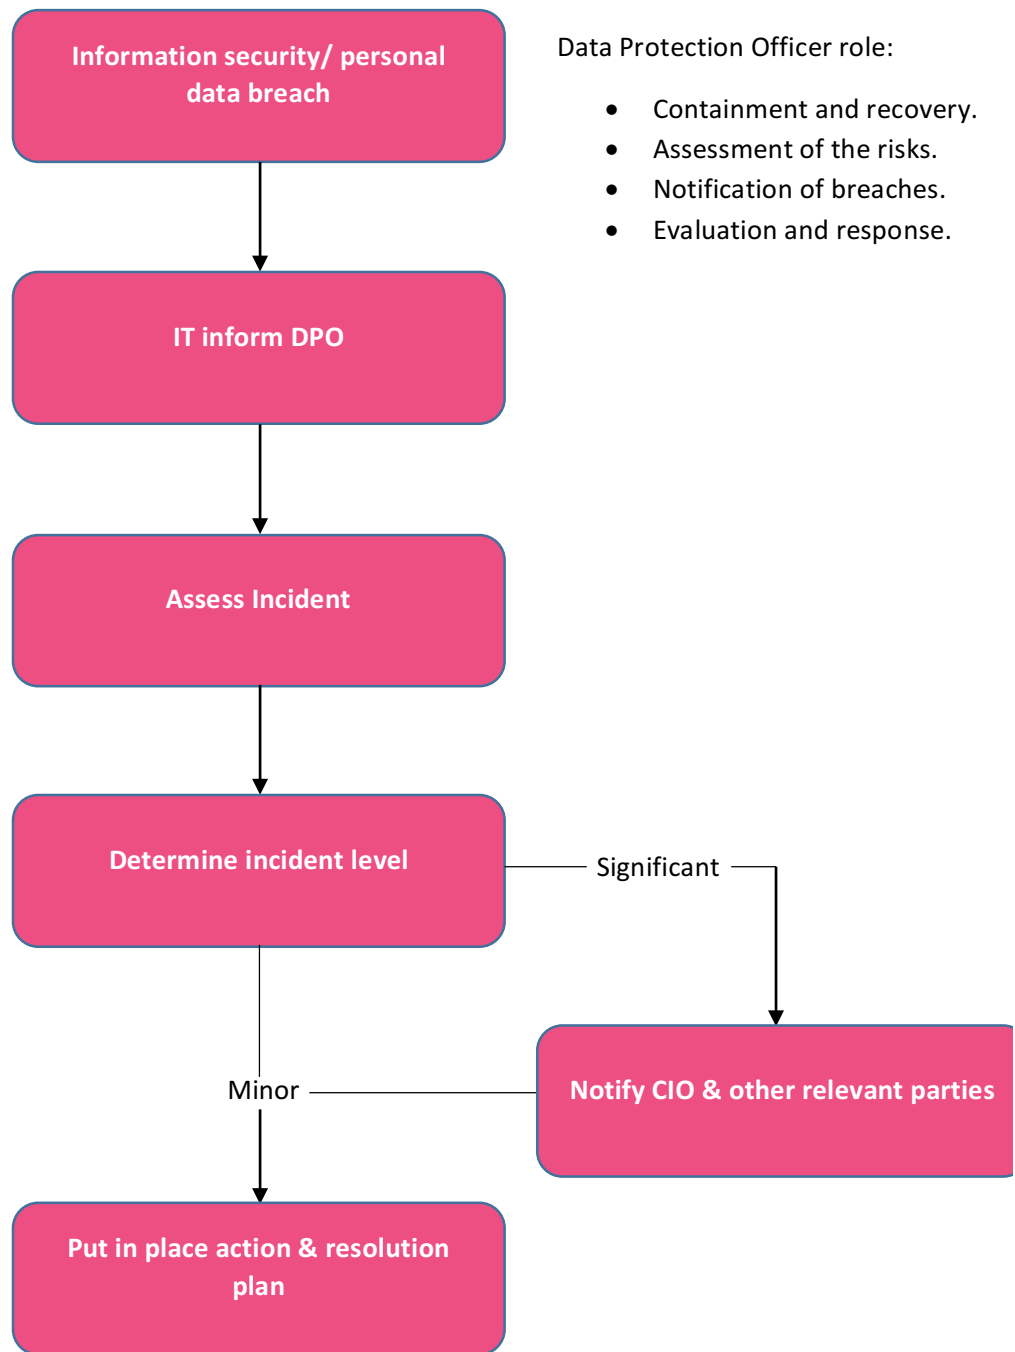 Information security/ personal
data breach
Data Protection Officer role:
• Containment and recovery.
• Assessment of the risks.
• Notification of breaches.
• Evaluation and response.
IT inform DPO
Assess Incident
Determine incident level
Significant
Minor
Notify CIO & other relevant parties
Put in place action & resolution
plan